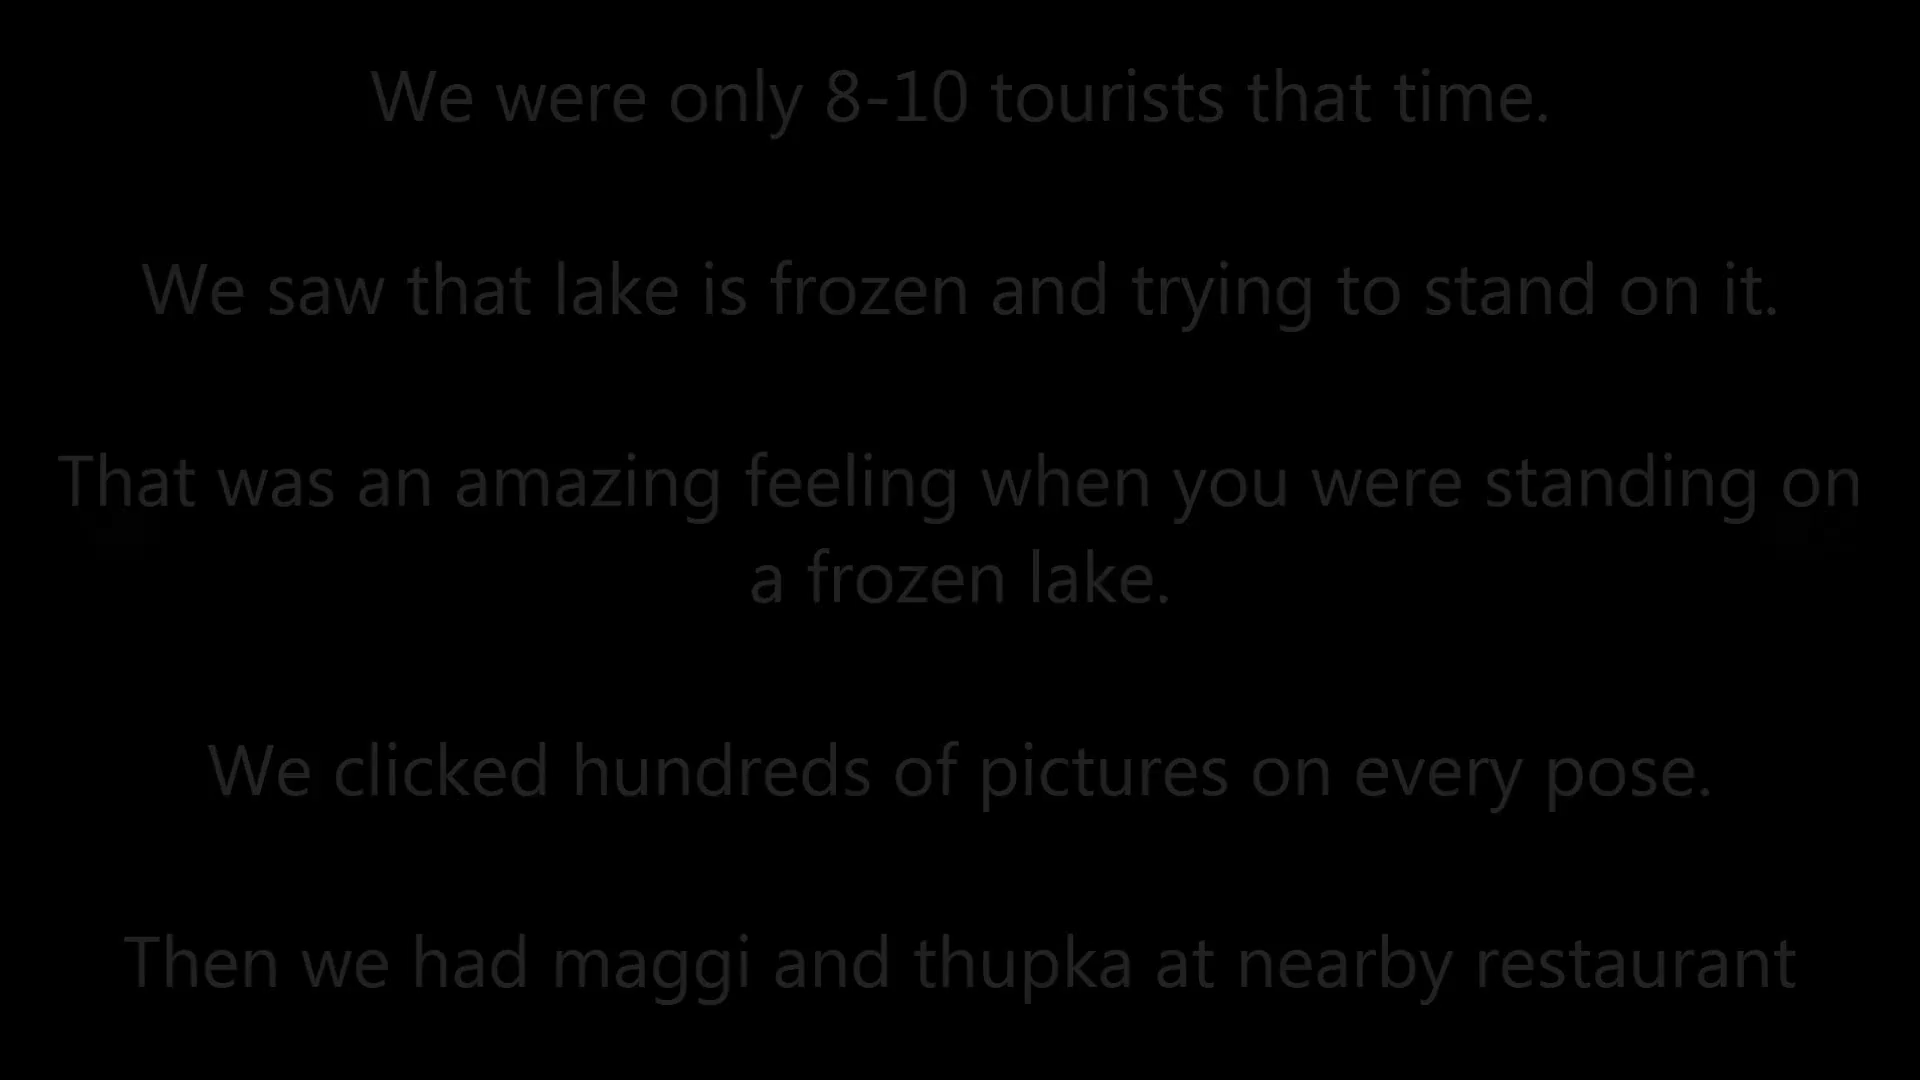 We were only 8-10 tourists that time.
We saw that lake is frozen and trying to stand on it.
That was an amazing feeling when you were standing on
a frozen lake.
We clicked hundreds of pictures on every pose.
Then we had maggi and thupka at nearby restaurant